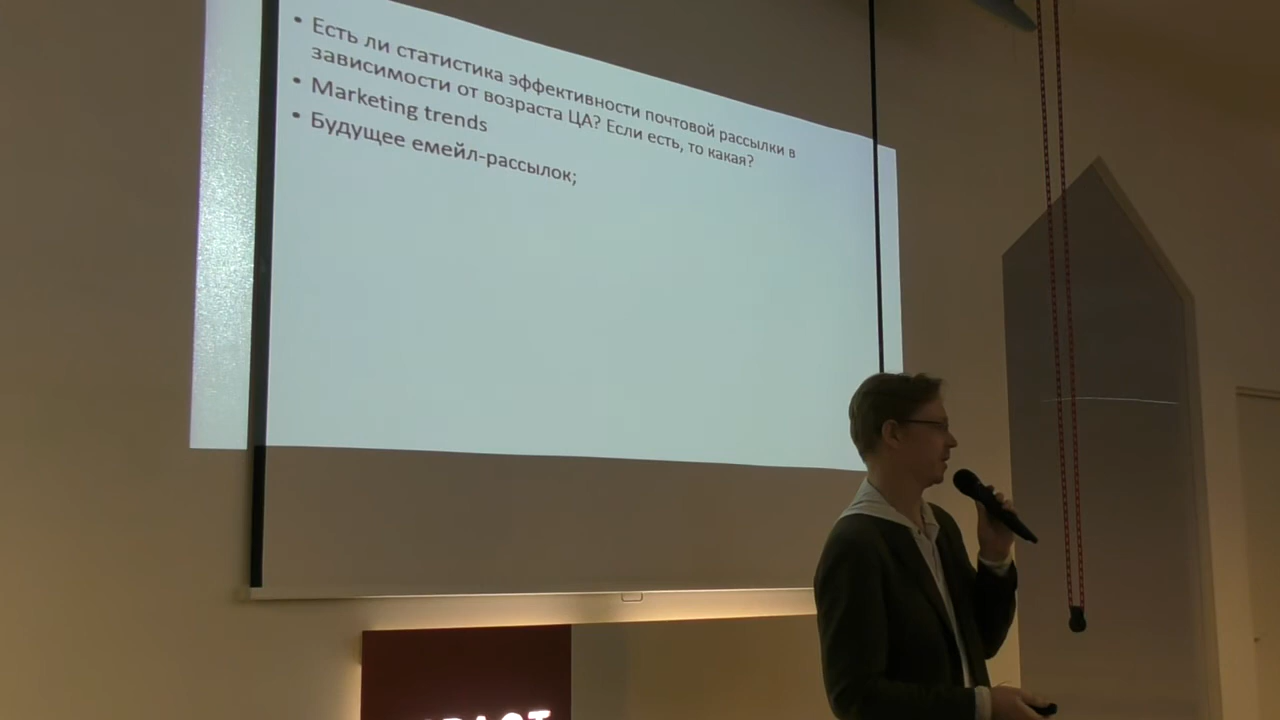 • Есть ли статистика эффективности почтовой рассылки в
зависимости от возраста ЦА? Если есть, то какая?
• Marketing trends
• Будущее емейл-рассылок;